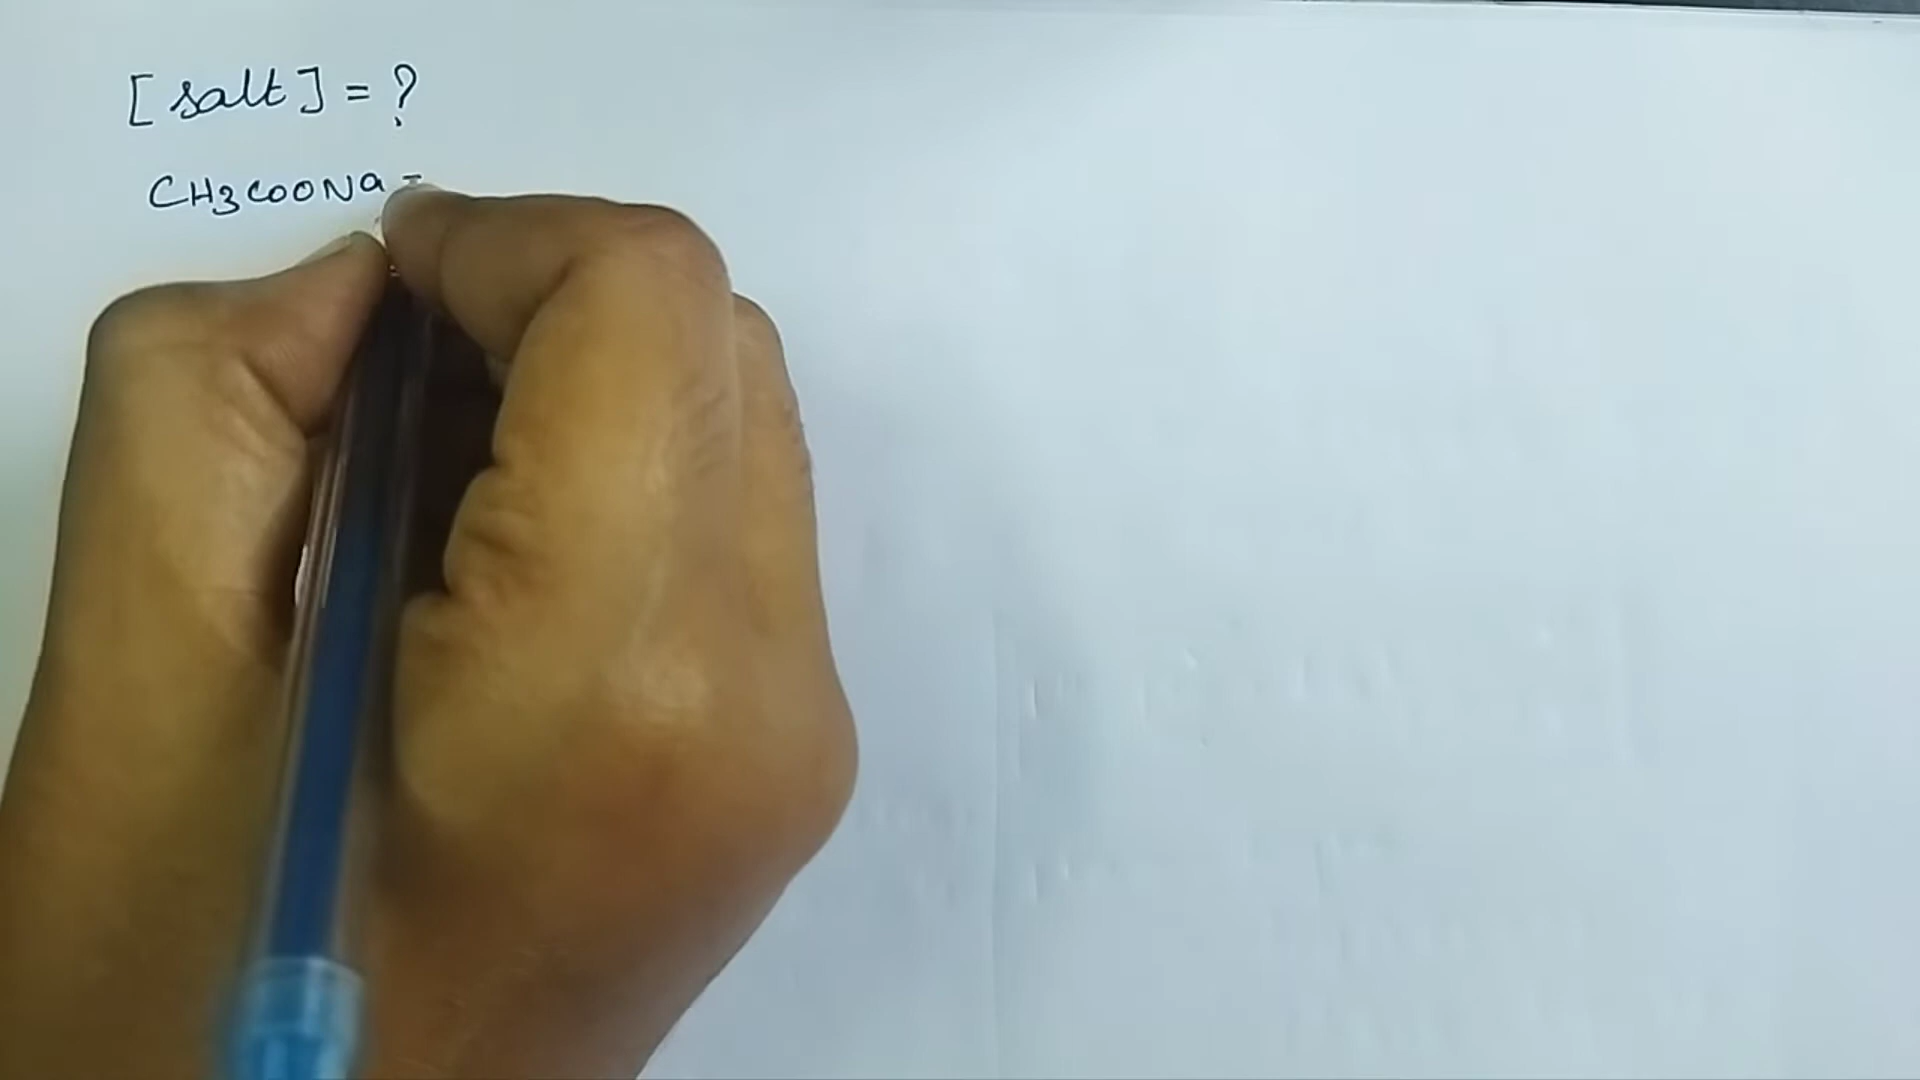 [salt] = ?
CH3COONa =